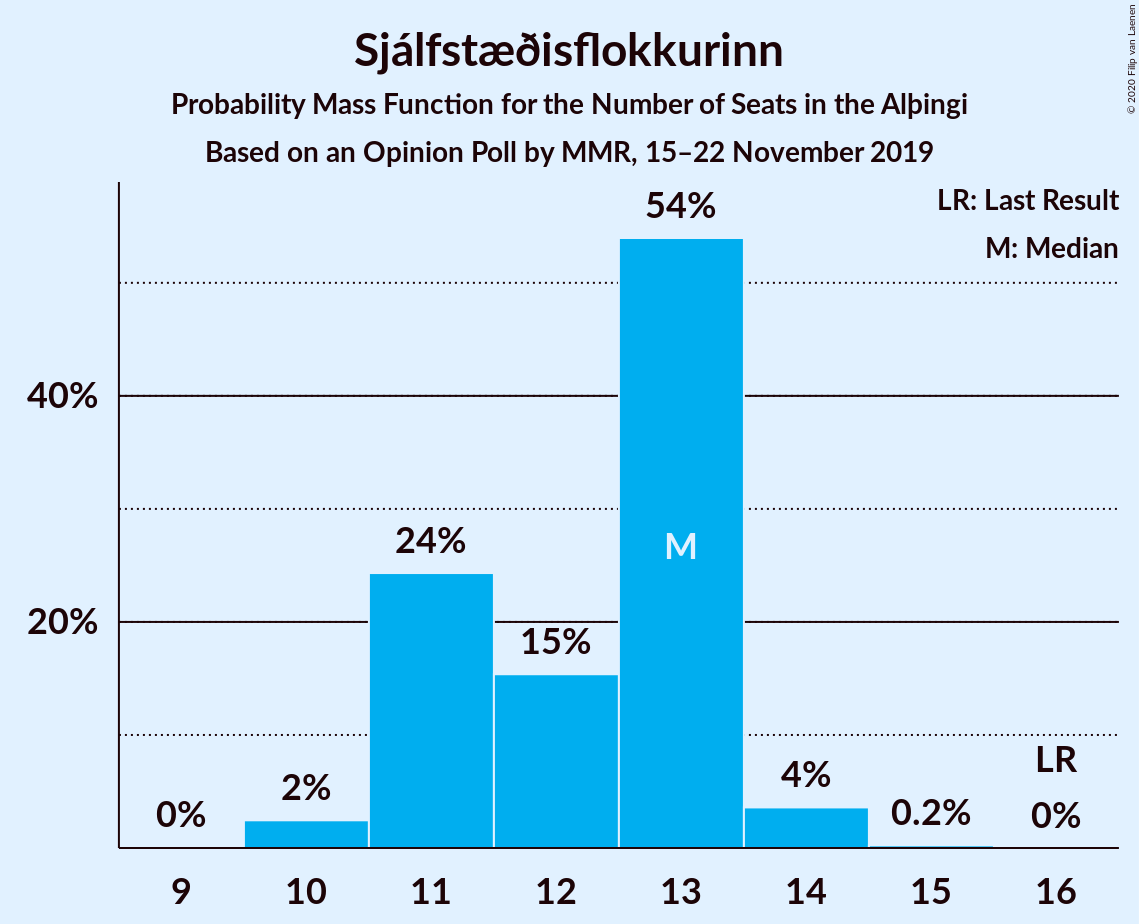 Sjálfstæðisflokkurinn
Probability Mass Function for the Number of Seats in the Alþingi
Based on an Opinion Poll by MMR, 15–22 November 2019
© 2020 Filip van Laenen
LR: Last Result
M: Median
54%
40%
24%
M
20%
15%
LR
4%
2%
0%
0.2%
0%
9
10
11
12
13
14
15
16